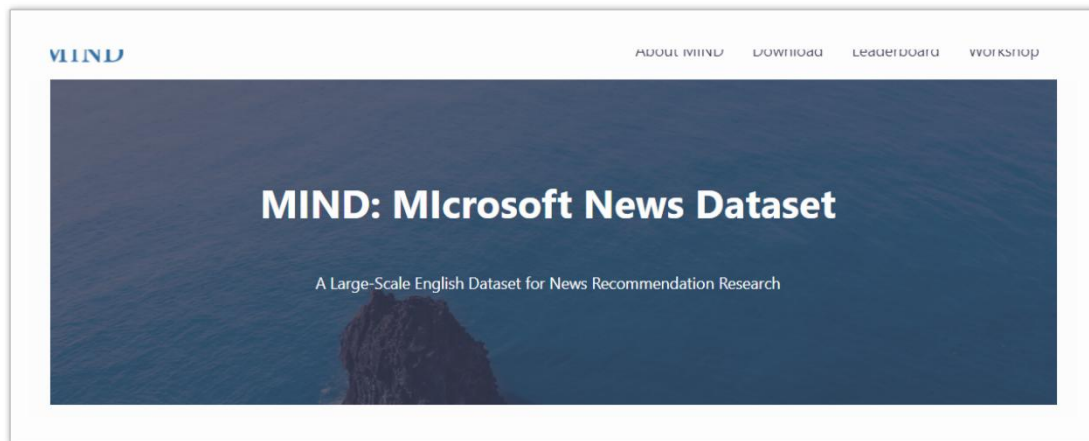 MIND
About MIND Download Leaderboard Workshop
MIND: MIcrosoft News Dataset
A Large-Scale English Dataset for News Recommendation Research